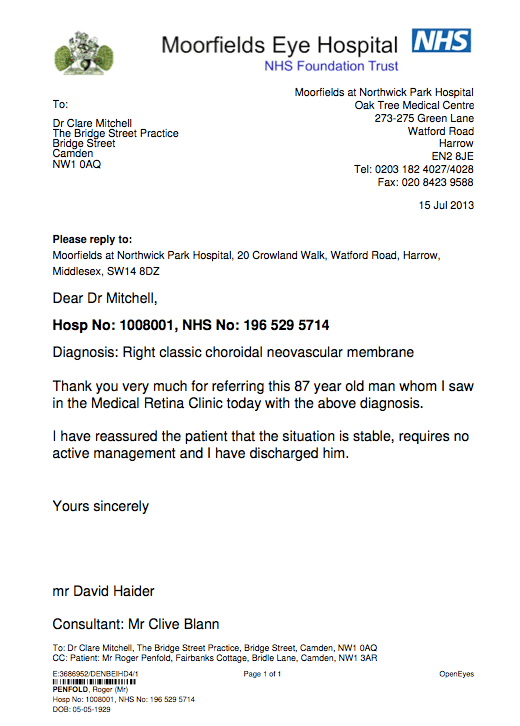 Moorfields Eye Hospital NHS
NHS Foundation Trust
Moorfields at Northwick Park Hospital
Oak Tree Medical Centre
273-275 Green Lane
Watford Road
Harrow
EN2 8JE
Tel: 0203 182 4027/4028
Fax: 020 8423 9588
To:
Dr Clare Mitchell
The Bridge Street Practice
Bridge Street
Camden
NW1 0AQ
15 Jul 2013
Please reply to:
Moorfields at Northwick Park Hospital, 20 Crowland Walk, Watford Road, Harrow,
Middlesex, SW14 8DZ
Dear Dr Mitchell,
Hosp No: 1008001, NHS No: 196 529 5714
Diagnosis: Right classic choroidal neovascular membrane
Thank you very much for referring this 87 year old man whom I saw
in the Medical Retina Clinic today with the above diagnosis.
I have reassured the patient that the situation is stable, requires no
active management and I have discharged him.
Yours sincerely
mr David Haider
Consultant: Mr Clive Blann
To: Dr Clare Mitchell, The Bridge Street Practice, Bridge Street, Camden, NW1 0AQ
CC: Patient: Mr Roger Penfold, Fairbanks Cottage, Bridle Lane, Camden, NW1 3AR
E:3686952/DENBEIHD4/1 Page 1 of 1 OpenEyes
PENFOLD, Roger (Mr)
Hosp No: 1008001, NHS No: 196 529 5714
DOB: 05-05-1929